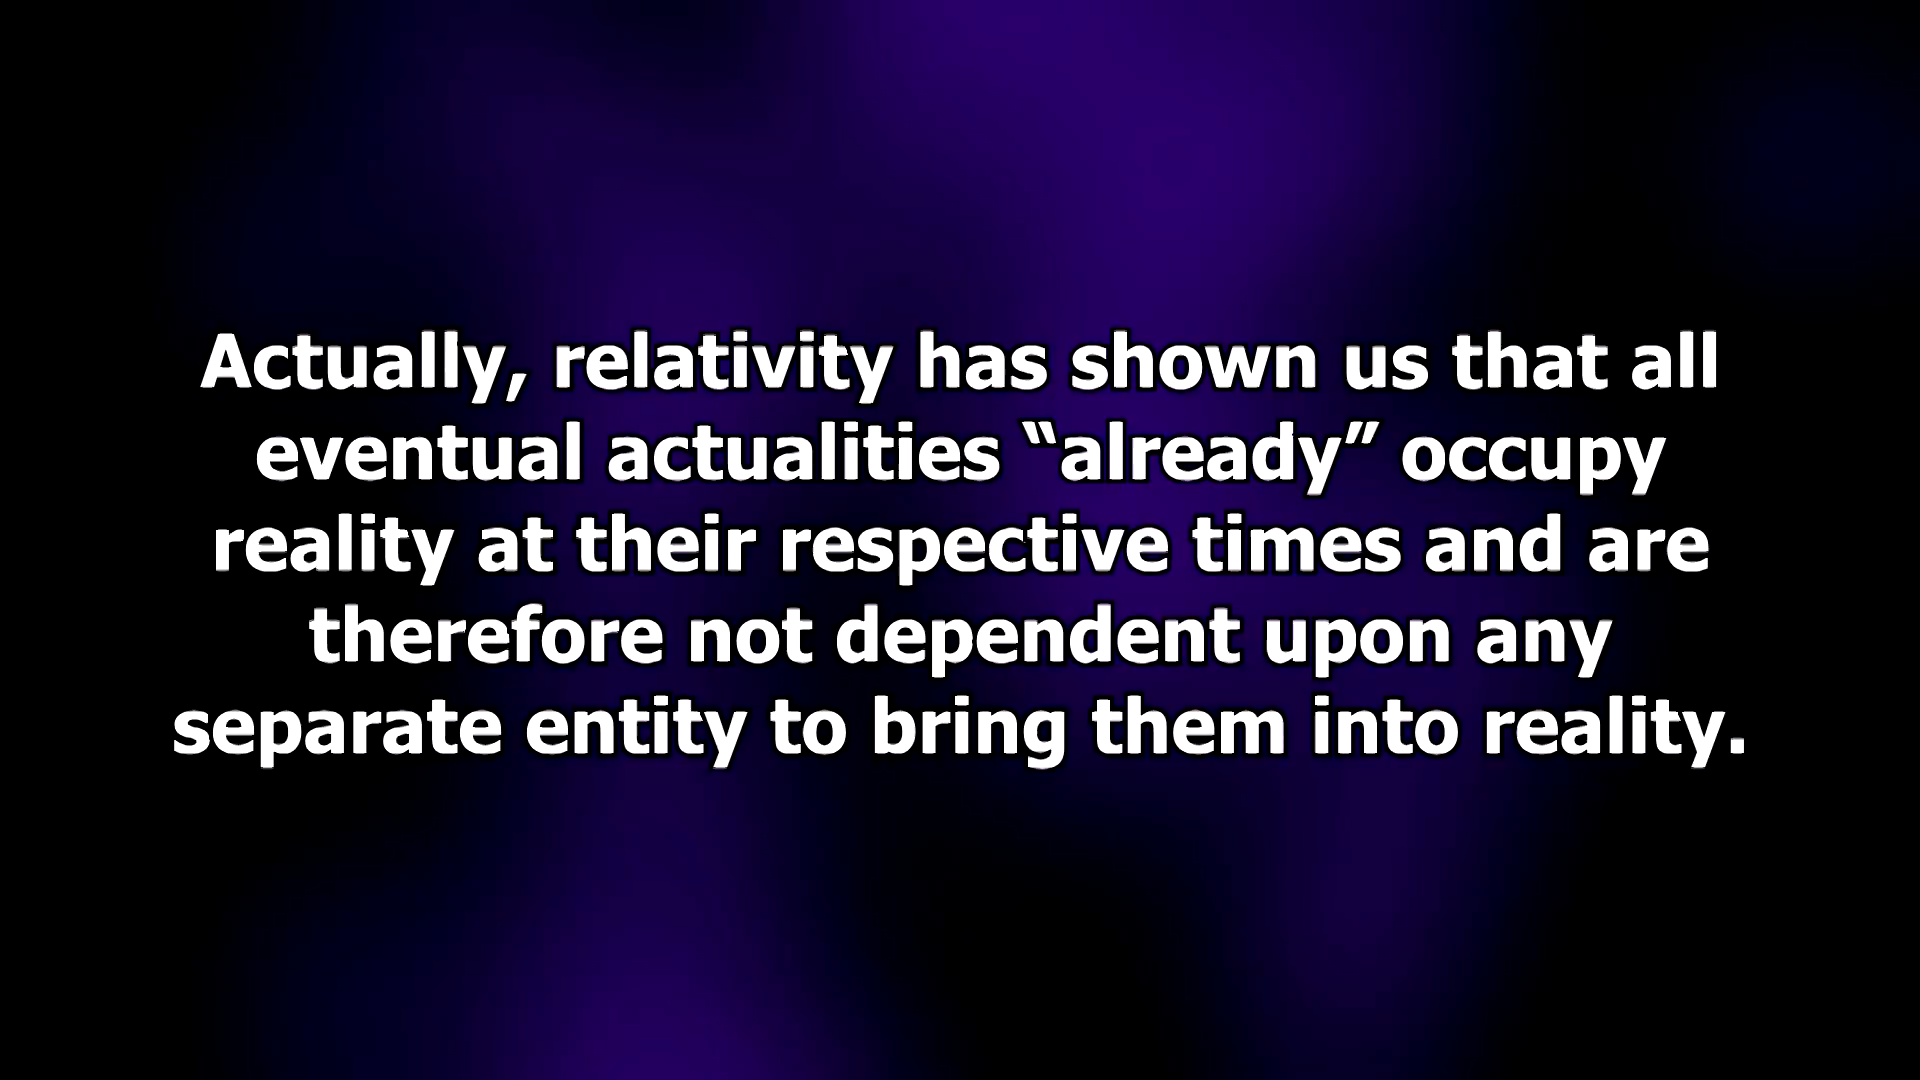 Actually, relativity has shown us that all
eventual actualities “already” occupy
reality at their respective times and are
therefore not dependent upon any
separate entity to bring them into reality.